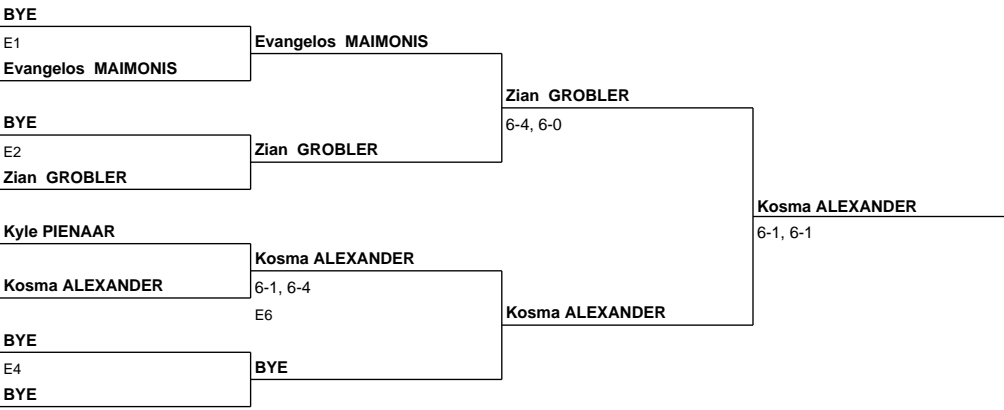 BYE
E1
Evangelos MAIMONIS
Evangelos MAIMONIS
BYE
E2
Zian GROBLER
Zian GROBLER
Zian GROBLER
6-4, 6-0
Kyle PIENAAR
Kosma ALEXANDER
Kosma ALEXANDER
6-1, 6-4
E6
BYE
E4
BYE
BYE
Kosma ALEXANDER
Kosma ALEXANDER
6-1, 6-1